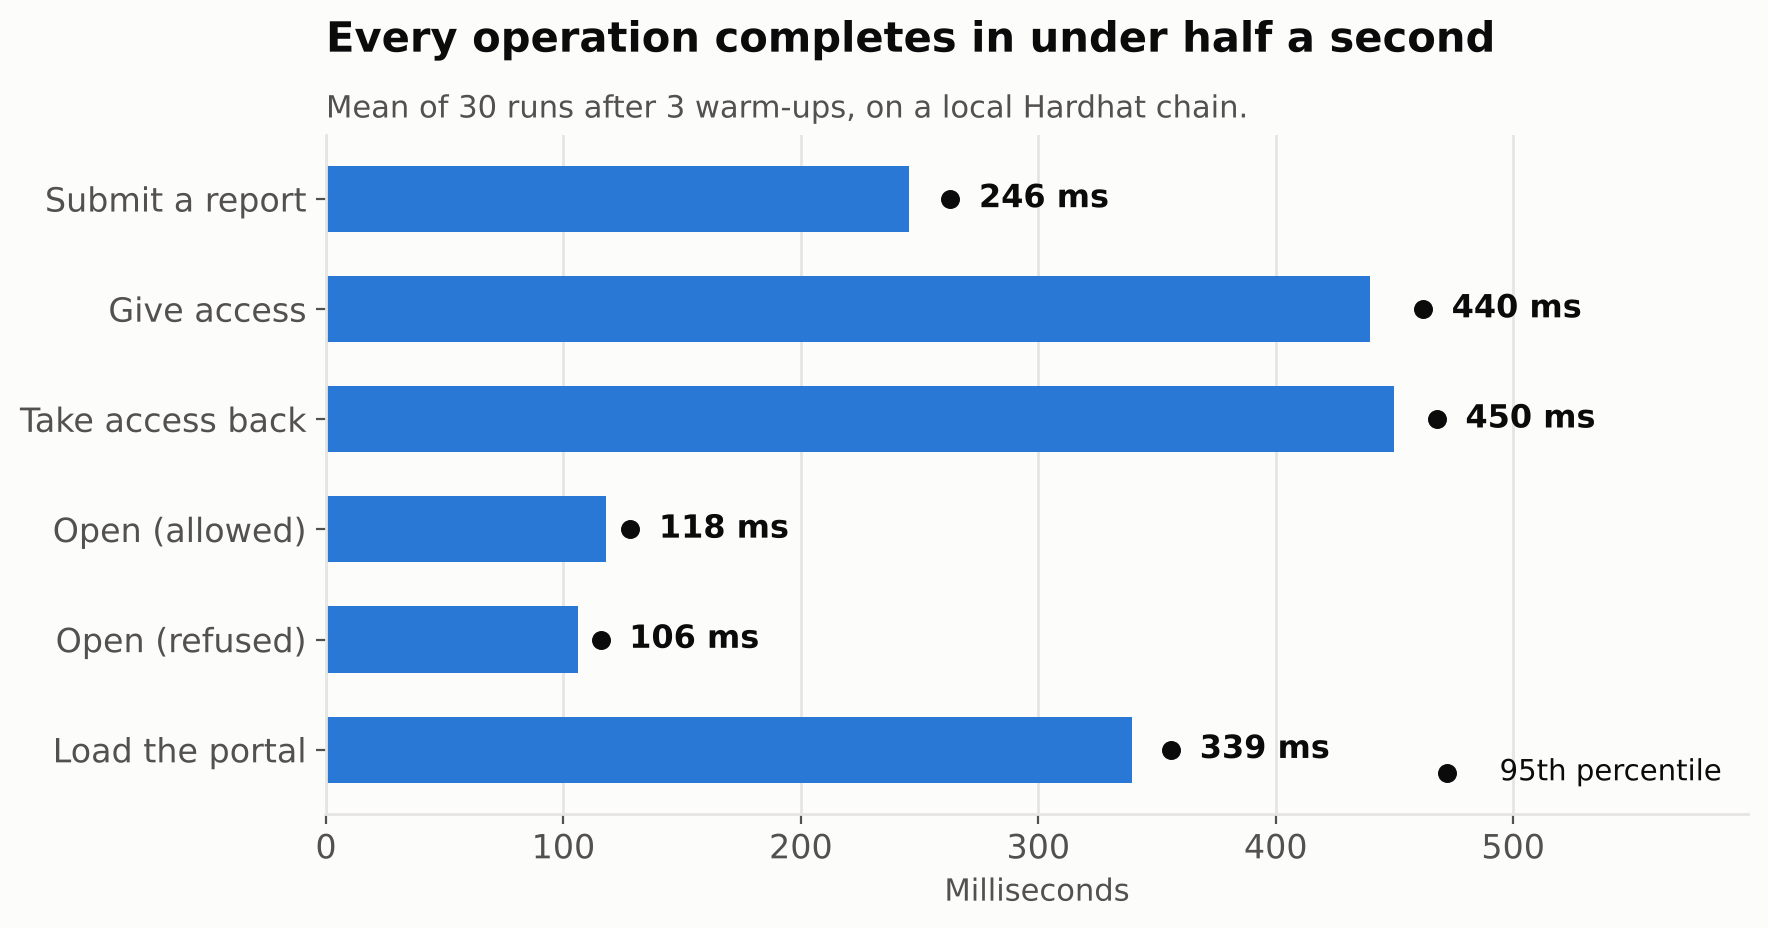 Every operation completes in under half a second
Mean of 30 runs after 3 warm-ups, on a local Hardhat chain.
Submit a report
246 ms
Give access
440 ms
Take access back
450 ms
Open (allowed)
118 ms
Open (refused)
106 ms
Load the portal
339 ms
95th percentile
0 100 200 300 400 500
Milliseconds